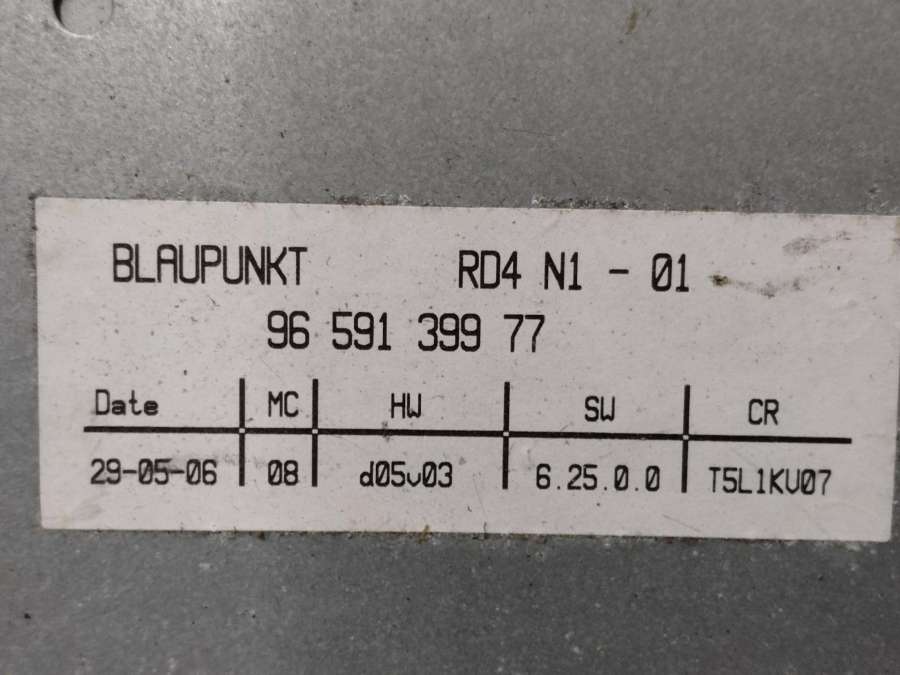 BLAUPUNKT RD4 N1 - 01
96 591 399 77
Date MC HW SW CR
29-05-06 08 d05v03 6.25.0.0 T5L1KV07